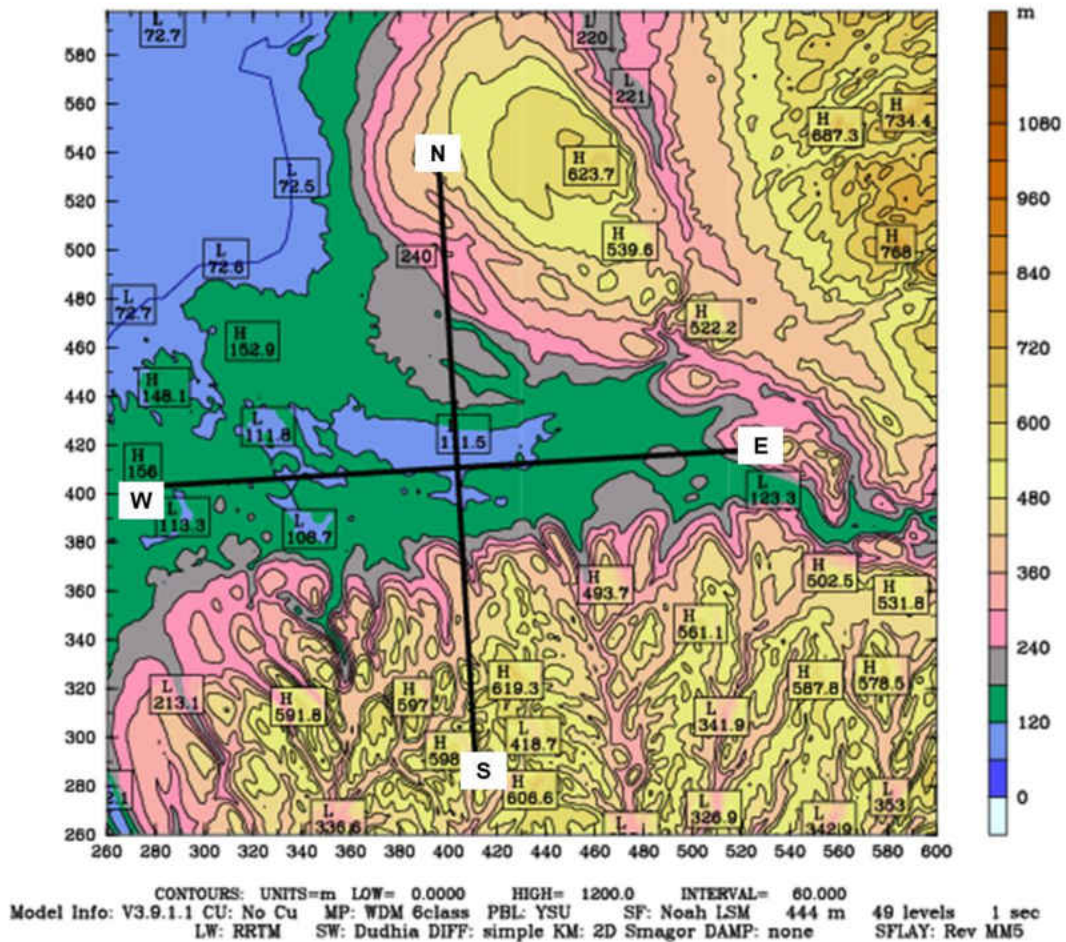 m
L
72.7
L
220
580
L
221
560
H
687.3
H
734.4
1080
540
N
H
623.7
L
72.5
960
520
H
539.6
H
768
500
L
72.6
240
840
480
L
72.7
H
522.2
460
H
152.9
720
440
H
148.1
L
111.8
111.5
600
420
H
156
E
400
W
L
123.3
L
113.3
L
108.7
480
380
H
493.7
H
502.5
H
531.8
360
360
340
H
561.1
320
L
213.1
H
591.8
H
597
H
619.3
H
587.8
H
578.5
240
300
L
341.9
H
598
L
418.7
S
280
2.1
H
606.6
L
353
120
L
336.6
L
326.9
L
342.9
260
0
260 280 300 320 340 360 380 400 420 440 460 480 500 520 540 560 580 600
CONTOURS: UNITS=m LOW= 0.0000 HIGH= 1200.0 INTERVAL= 60.000
Model Info: V3.9.1.1 CU: No Cu MP: WDM 6class PBL: YSU SF: Noah LSM 444 m 49 levels 1 sec
LW: RRTM SW: Dudhia DIFF: simple KM: 2D Smagor DAMP: none SFLAY: Rev MM5